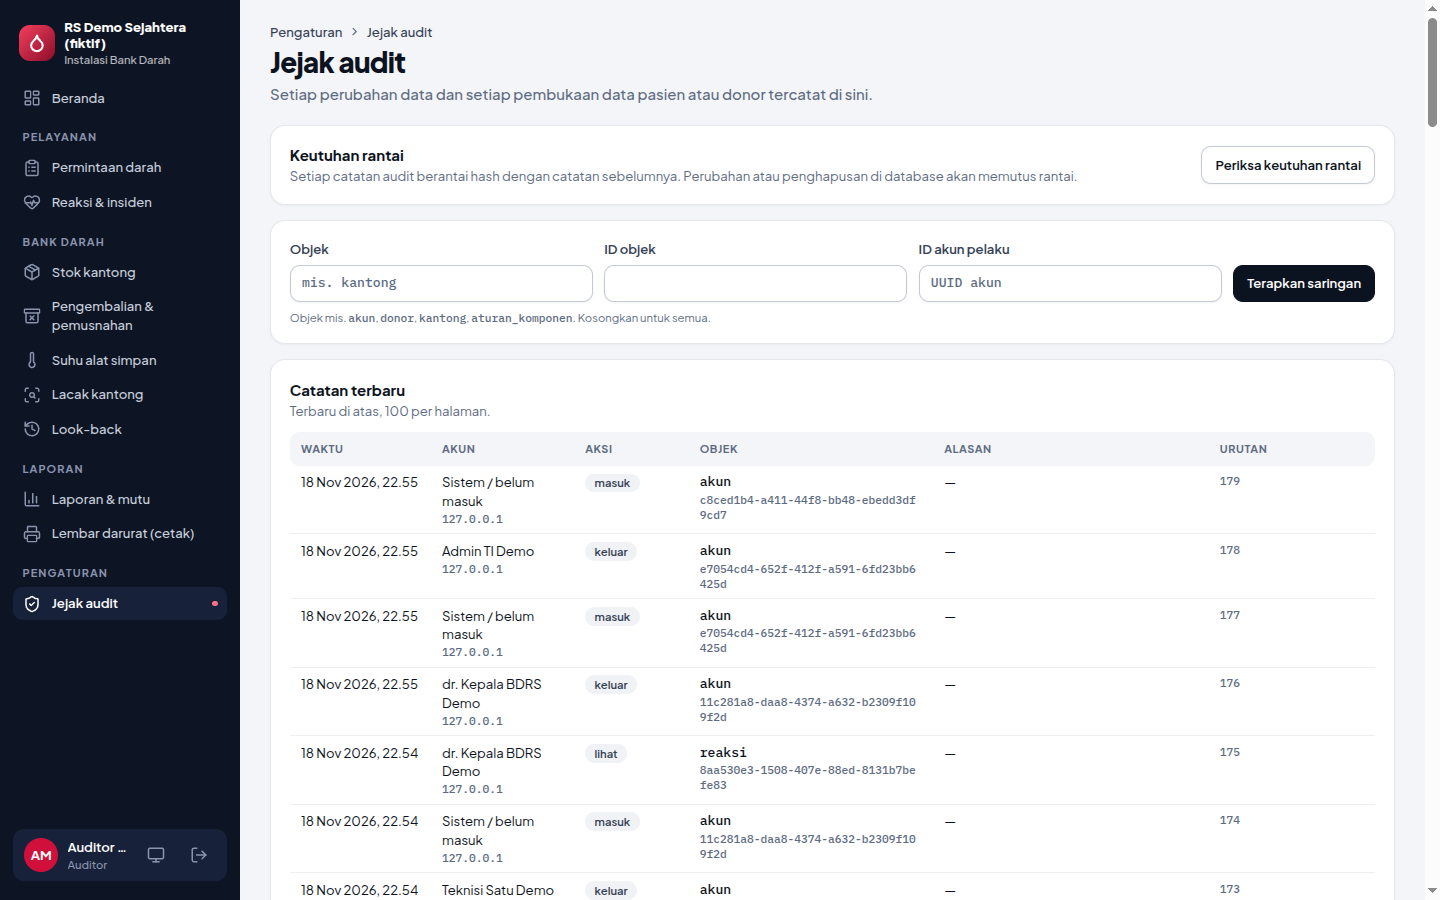 RS Demo Sejahtera
(fiktif)
Instalasi Bank Darah
Beranda
PELAYANAN
Permintaan darah
Reaksi & insiden
BANK DARAH
Stok kantong
Pengembalian &
pemusnahan
Suhu alat simpan
Lacak kantong
Look-back
LAPORAN
Laporan & mutu
Lembar darurat (cetak)
PENGATURAN
Jejak audit
AM
Auditor ...
Auditor
Pengaturan > Jejak audit
Jejak audit
Setiap perubahan data dan setiap pembukaan data pasien atau donor tercatat di sini.
Keutuhan rantai
Setiap catatan audit berantai hash dengan catatan sebelumnya. Perubahan atau penghapusan di database akan memutus rantai.
Periksa keutuhan rantai
Objek ID objek ID akun pelaku
mis. kantong UUID akun Terapkan saringan
Objek mis. akun, donor, kantong, aturan_komponen. Kosongkan untuk semua.
Catatan terbaru
Terbaru di atas, 100 per halaman.
WAKTU AKUN AKSI OBJEK ALASAN URUTAN
18 Nov 2026, 22.55 Sistem / belum masuk akun — 179
masuk c8ced1b4-a411-44f8-bb48-ebedd3df
127.0.0.1 9cd7
18 Nov 2026, 22.55 Admin TI Demo keluar akun — 178
127.0.0.1 e7054cd4-652f-412f-a591-6fd23bb6
425d
18 Nov 2026, 22.55 Sistem / belum masuk akun — 177
masuk e7054cd4-652f-412f-a591-6fd23bb6
127.0.0.1 425d
18 Nov 2026, 22.55 dr. Kepala BDRS keluar akun — 176
Demo 11c281a8-daa8-4374-a632-b2309f10
127.0.0.1 9f2d
18 Nov 2026, 22.54 dr. Kepala BDRS lihat reaksi — 175
Demo 8aa530e3-1508-407e-88ed-8131b7be
127.0.0.1 fe83
18 Nov 2026, 22.54 Sistem / belum masuk akun — 174
masuk 11c281a8-daa8-4374-a632-b2309f10
127.0.0.1 9f2d
18 Nov 2026, 22.54 Teknisi Satu Demo keluar akun — 173